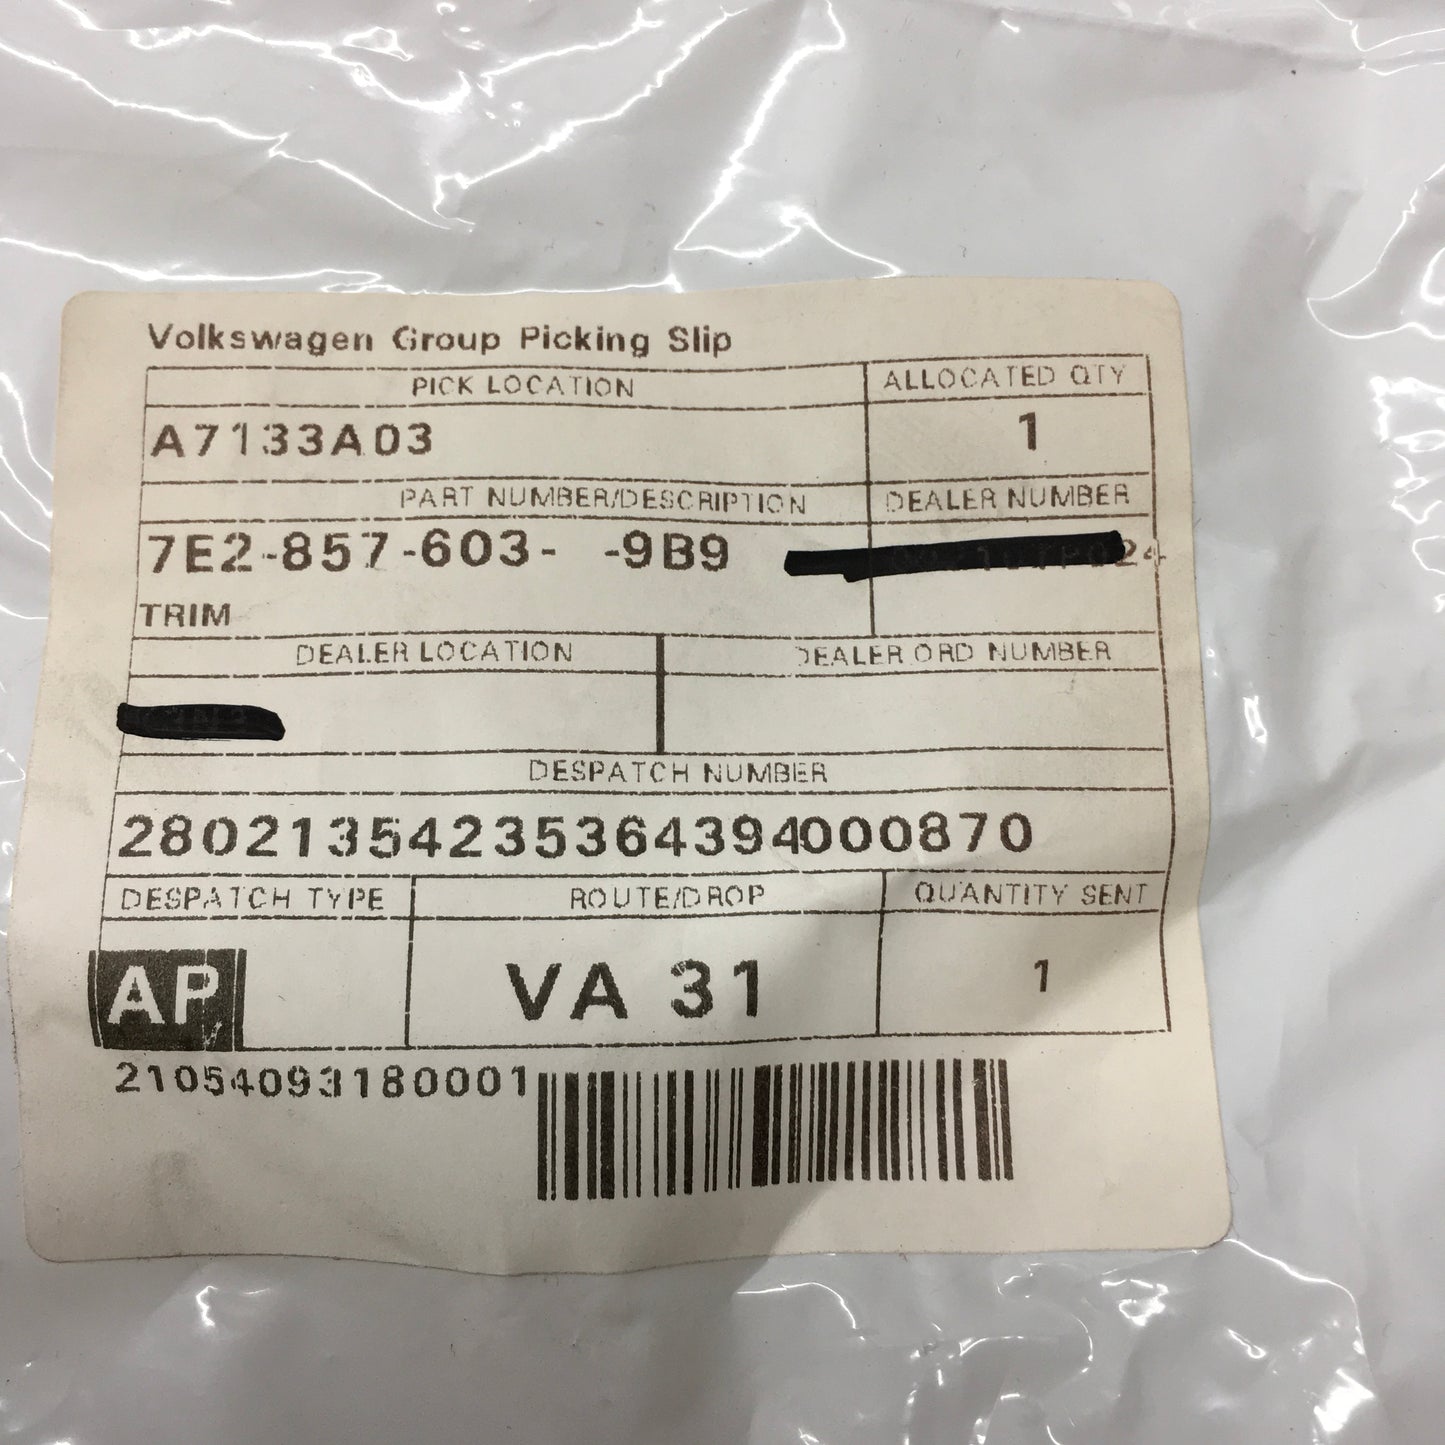 Volkswagen Group Picking Slip
PICK LOCATION ALLOCATED QTY
A7133A03 1
PART NUMBER/DESCRIPTION DEALER NUMBER
7E2-857-603- -9B9
TRIM
DEALER LOCATION DEALER ORD NUMBER
DESPATCH NUMBER
28021354235364394000870
DESPATCH TYPE ROUTE/DROP QUANTITY SENT
AP VA 31 1
21054093180001